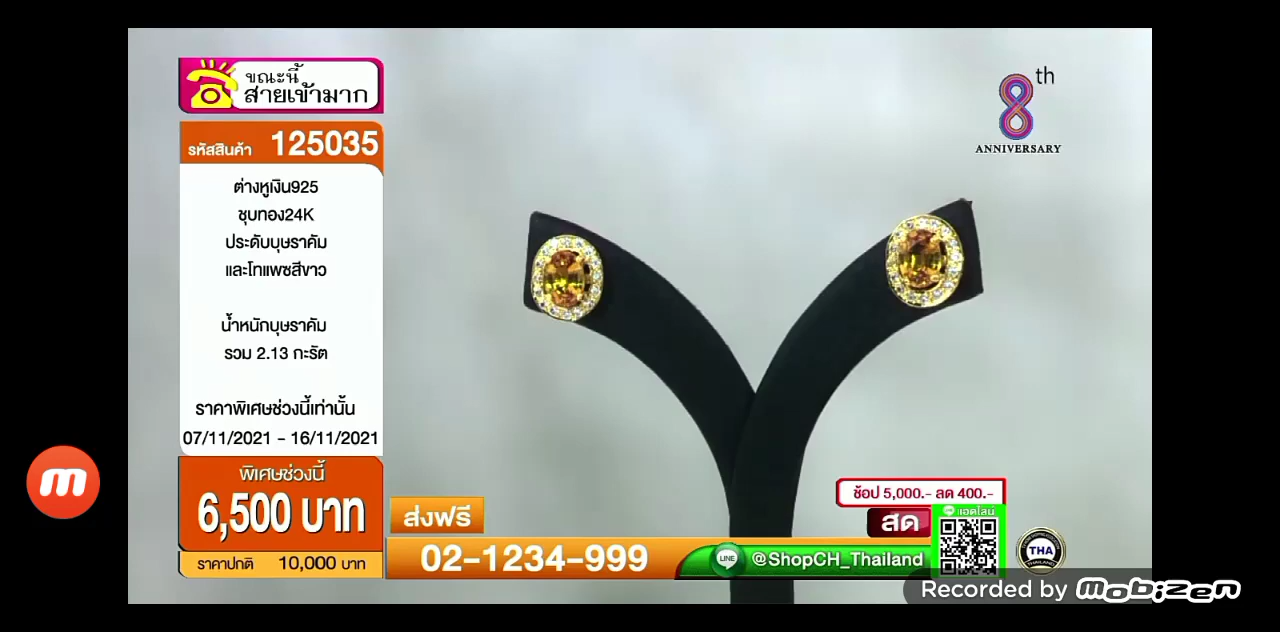 ขณะนี้
สายเข้ามาก
รหัสสินค้า 125035
ต่างหูเงิน925
ชุบทอง24K
ประดับบุษราคัม
และโทแพซสีขาว
น้ำหนักบุษราคัม
รวม 2.13 กะรัต
ราคาพิเศษช่วงนี้เท่านั้น
07/11/2021 - 16/11/2021
พิเศษช่วงนี้
6,500 บาท
ราคาปกติ 10,000 บาท
8th
ANNIVERSARY
ส่งฟรี
02-1234-999
LINE @ShopCH_Thailand
ช้อป 5,000.- ลด 400.-
สด
แอดไลน์
THA
m
Recorded by mobizen